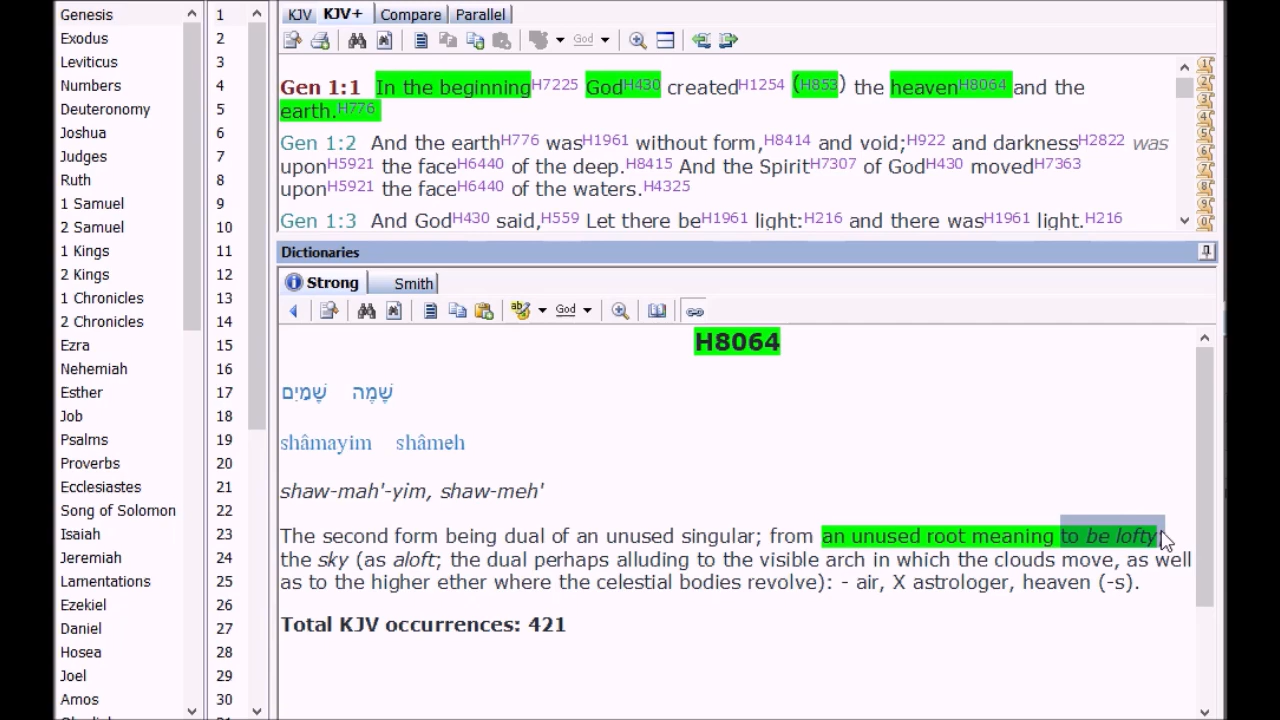 Genesis
Exodus
Leviticus
Numbers
Deuteronomy
Joshua
Judges
Ruth
1 Samuel
2 Samuel
1 Kings
2 Kings
1 Chronicles
2 Chronicles
Ezra
Nehemiah
Esther
Job
Psalms
Proverbs
Ecclesiastes
Song of Solomon
Isaiah
Jeremiah
Lamentations
Ezekiel
Daniel
Hosea
Joel
Amos
1
2
3
4
5
6
7
8
9
10
11
12
13
14
15
16
17
18
19
20
21
22
23
24
25
26
27
28
29
30
KJV KJV+ Compare Parallel
God
Gen 1:1 In the beginningH7225 GodH430 createdH1254 (H853) the heavenH8064 and the
earth.H776
Gen 1:2 And the earthH776 wasH1961 without form,H8414 and void;H922 and darknessH2822 was
uponH5921 the faceH6440 of the deep.H8415 And the SpiritH7307 of GodH430 movedH7363
uponH5921 the faceH6440 of the waters.H4325
Gen 1:3 And GodH430 said,H559 Let there beH1961 light:H216 and there wasH1961 light.H216
Dictionaries
Strong Smith
God
H8064
שָׁמַיִם שָׁמֶה
shâmayim shâmeh
shaw-mah'-yim, shaw-meh'
The second form being dual of an unused singular; from an unused root meaning to be lofty;
the sky (as aloft; the dual perhaps alluding to the visible arch in which the clouds move, as well
as to the higher ether where the celestial bodies revolve): - air, X astrologer, heaven (-s).
Total KJV occurrences: 421